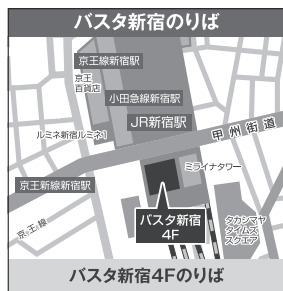 バスタ新宿のりば
京王線新宿駅
京王
百貨店
小田急線新宿駅
JR新宿駅
ルミネ新宿ルミネ1
甲州街道
ミライナタワー
京王新線新宿駅
バスタ新宿
4F
タカシマヤ
タイムズ
スクエア
京王線
バスタ新宿4Fのりば